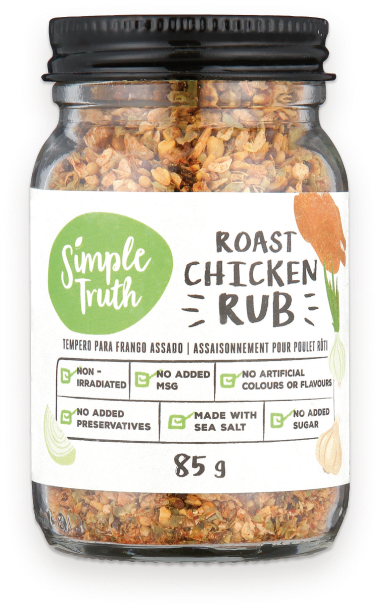 Simple
Truth
ROAST
CHICKEN
RUB
TEMPERO PARA FRANGO ASSADO | ASSAISONNEMENT POUR POULET RÔTI
NON -
IRRADIATED
NO ADDED
MSG
NO ARTIFICIAL
COLOURS OR FLAVOURS
NO ADDED
PRESERVATIVES
MADE WITH
SEA SALT
NO ADDED
SUGAR
85 g